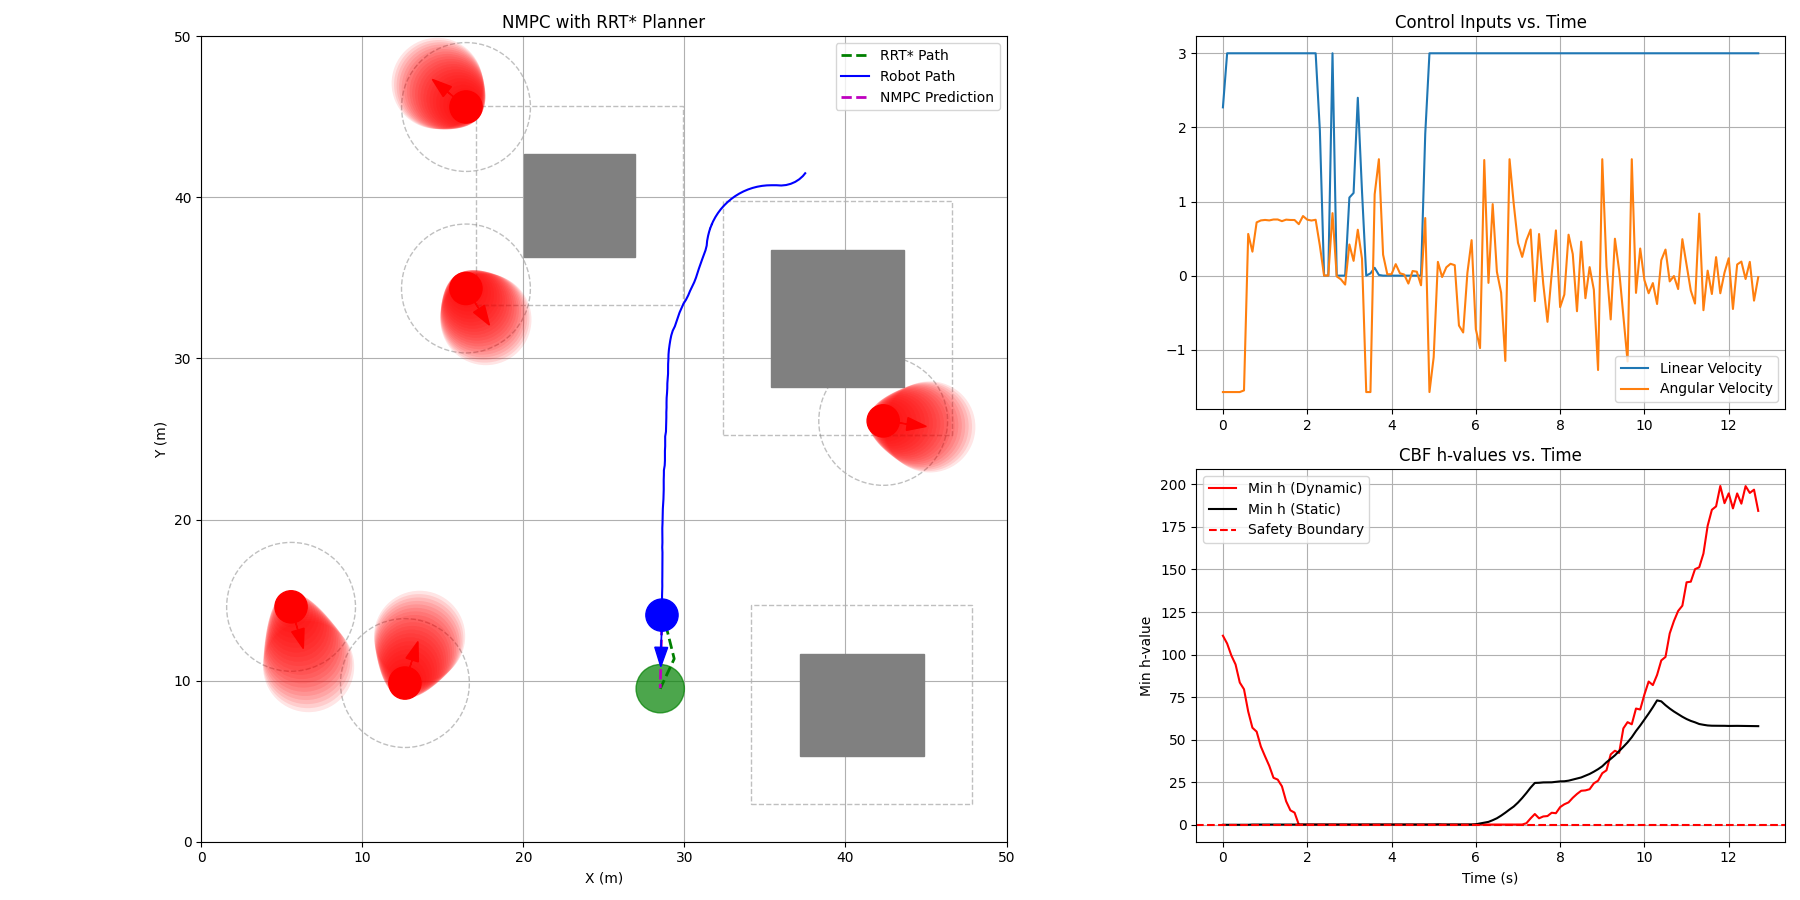 NMPC with RRT* Planner
50
40
30
20
10
0
Y (m)
0 10 20 30 40 50
X (m)
RRT* Path
Robot Path
NMPC Prediction
Control Inputs vs. Time
3
2
1
0
−1
0 2 4 6 8 10 12
Linear Velocity
Angular Velocity
CBF h-values vs. Time
200
175
150
125
100
75
50
25
0
Min h-value
0 2 4 6 8 10 12
Time (s)
Min h (Dynamic)
Min h (Static)
Safety Boundary